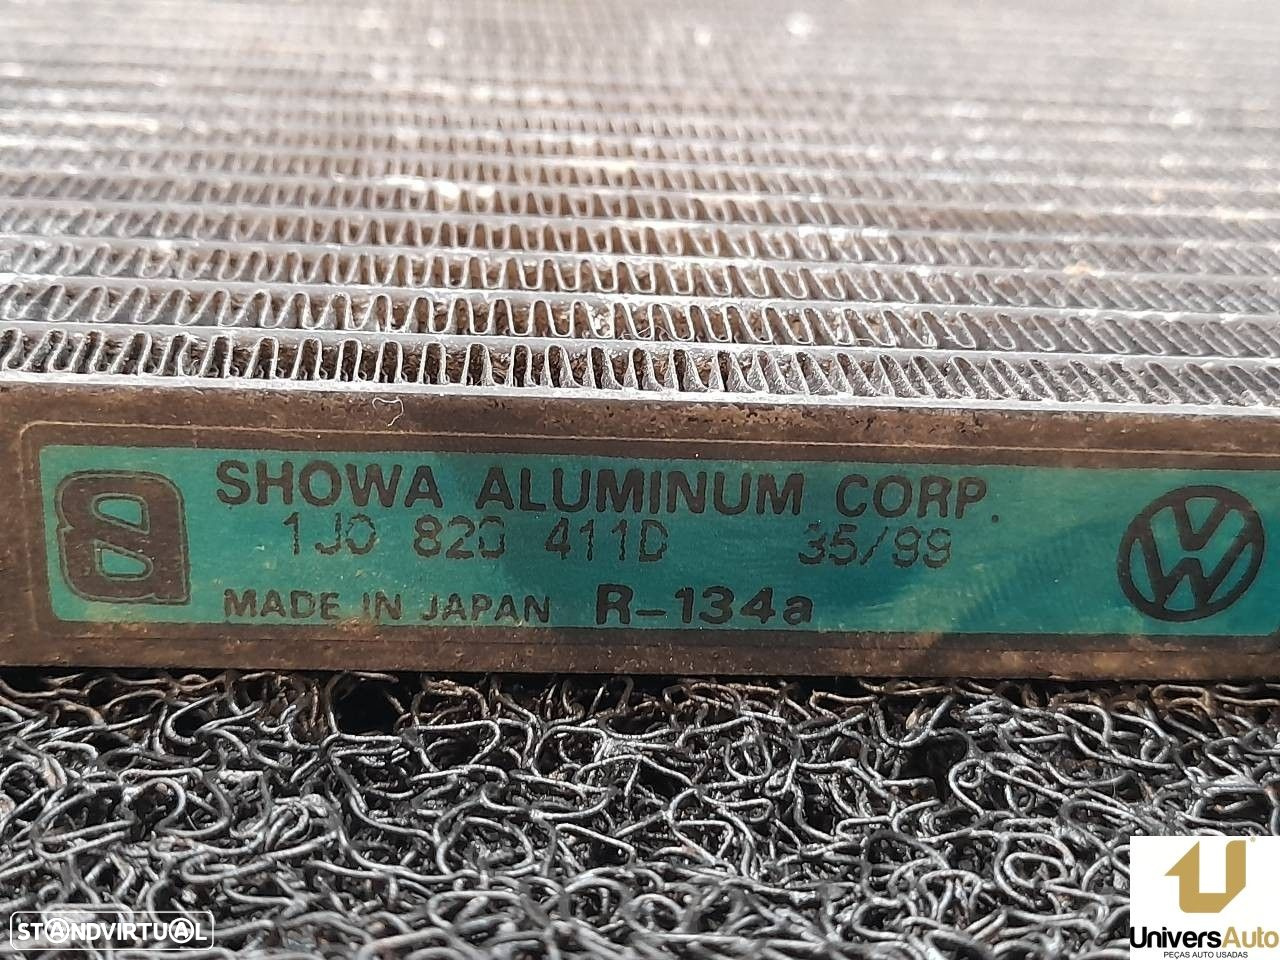 SHOWA ALUMINUM CORP.
1J0 820 411D 35/99
MADE IN JAPAN R-134a
STANDVIRTUAL
UniversAuto
PEÇAS AUTO USADAS